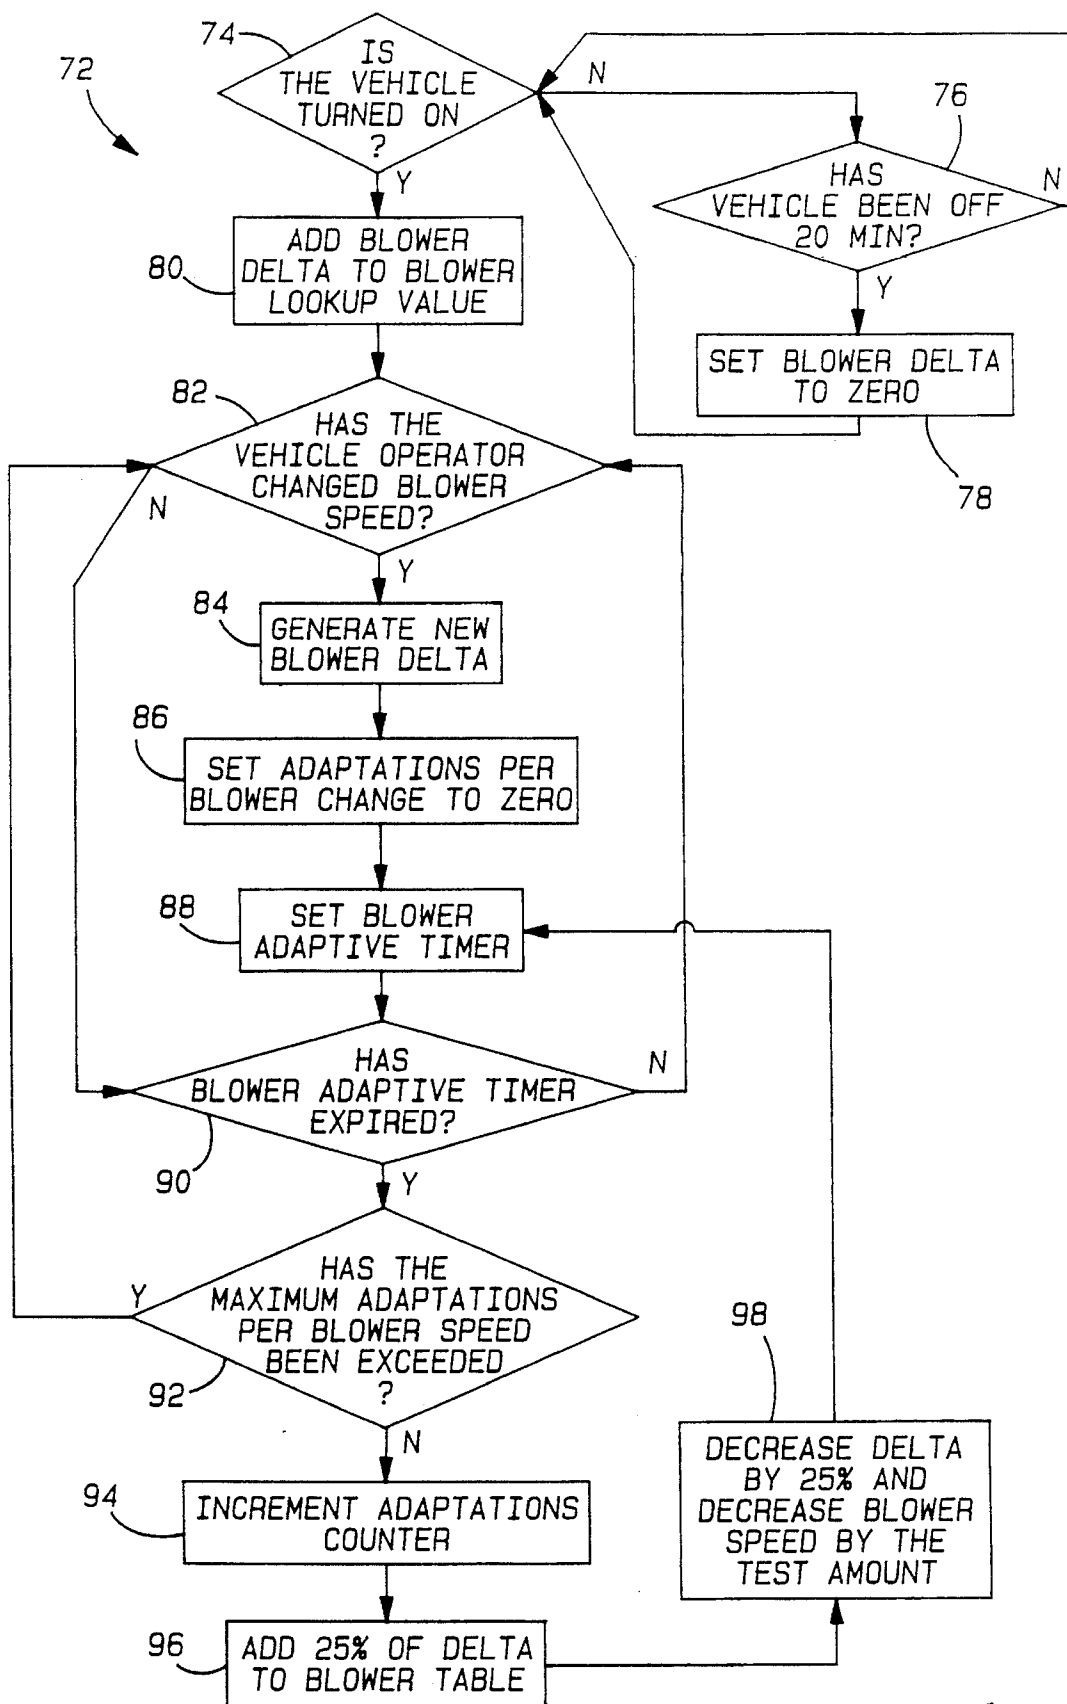 74
IS
THE VEHICLE
TURNED ON
?
72
N
Y
76
HAS
VEHICLE BEEN OFF
20 MIN?
N
Y
80
ADD BLOWER
DELTA TO BLOWER
LOOKUP VALUE
SET BLOWER DELTA
TO ZERO
78
82
HAS THE
VEHICLE OPERATOR
CHANGED BLOWER
SPEED?
N
Y
84
GENERATE NEW
BLOWER DELTA
86
SET ADAPTATIONS PER
BLOWER CHANGE TO ZERO
88
SET BLOWER
ADAPTIVE TIMER
HAS
BLOWER ADAPTIVE TIMER
EXPIRED?
N
90
Y
HAS THE
MAXIMUM ADAPTATIONS
PER BLOWER SPEED
BEEN EXCEEDED
?
Y
92
N
98
DECREASE DELTA
BY 25% AND
DECREASE BLOWER
SPEED BY THE
TEST AMOUNT
94
INCREMENT ADAPTATIONS
COUNTER
96
ADD 25% OF DELTA
TO BLOWER TABLE